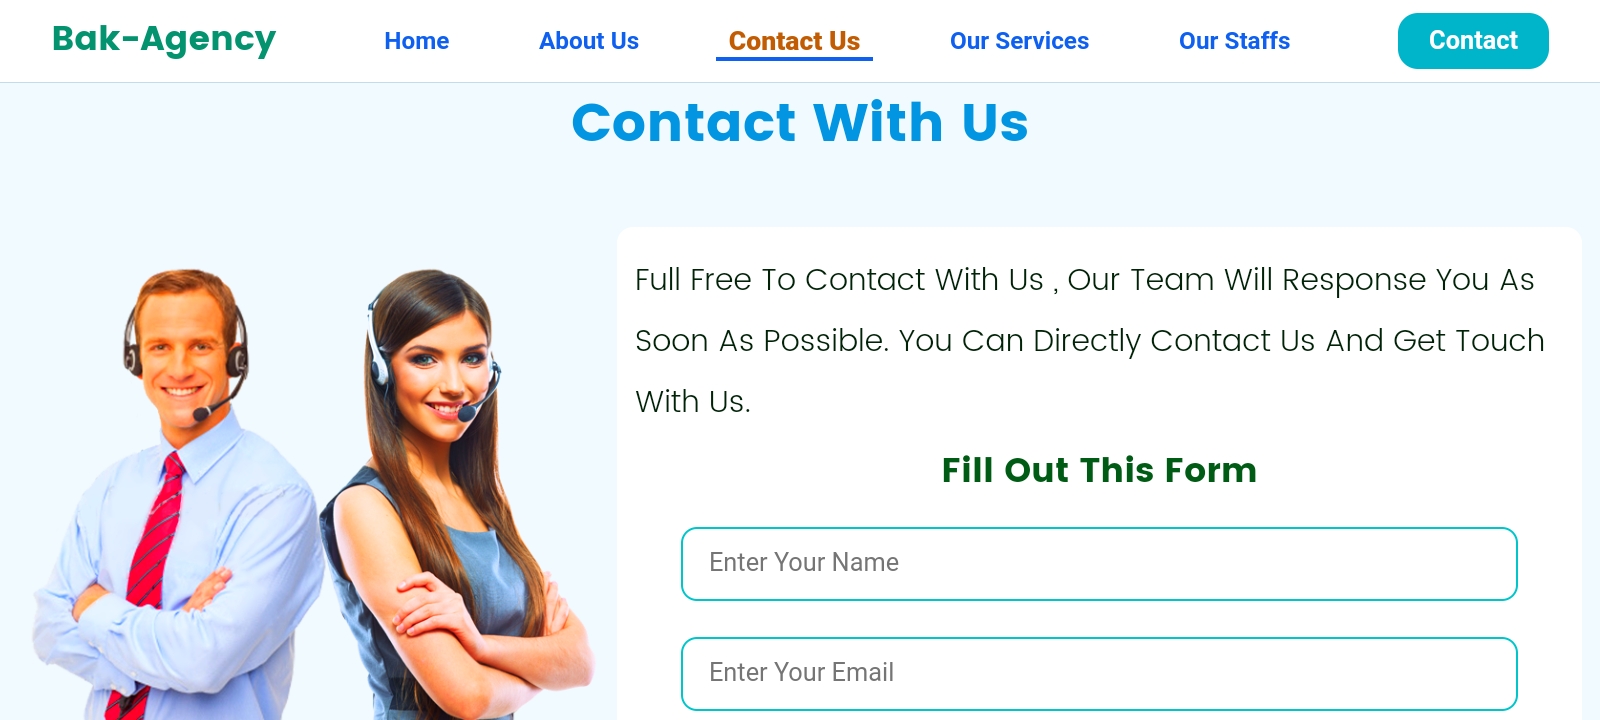 Bak-Agency
Home
About Us
Contact Us
Our Services
Our Staffs
Contact
Contact With Us
Full Free To Contact With Us , Our Team Will Response You As
Soon As Possible. You Can Directly Contact Us And Get Touch
With Us.
Fill Out This Form
Enter Your Name
Enter Your Email